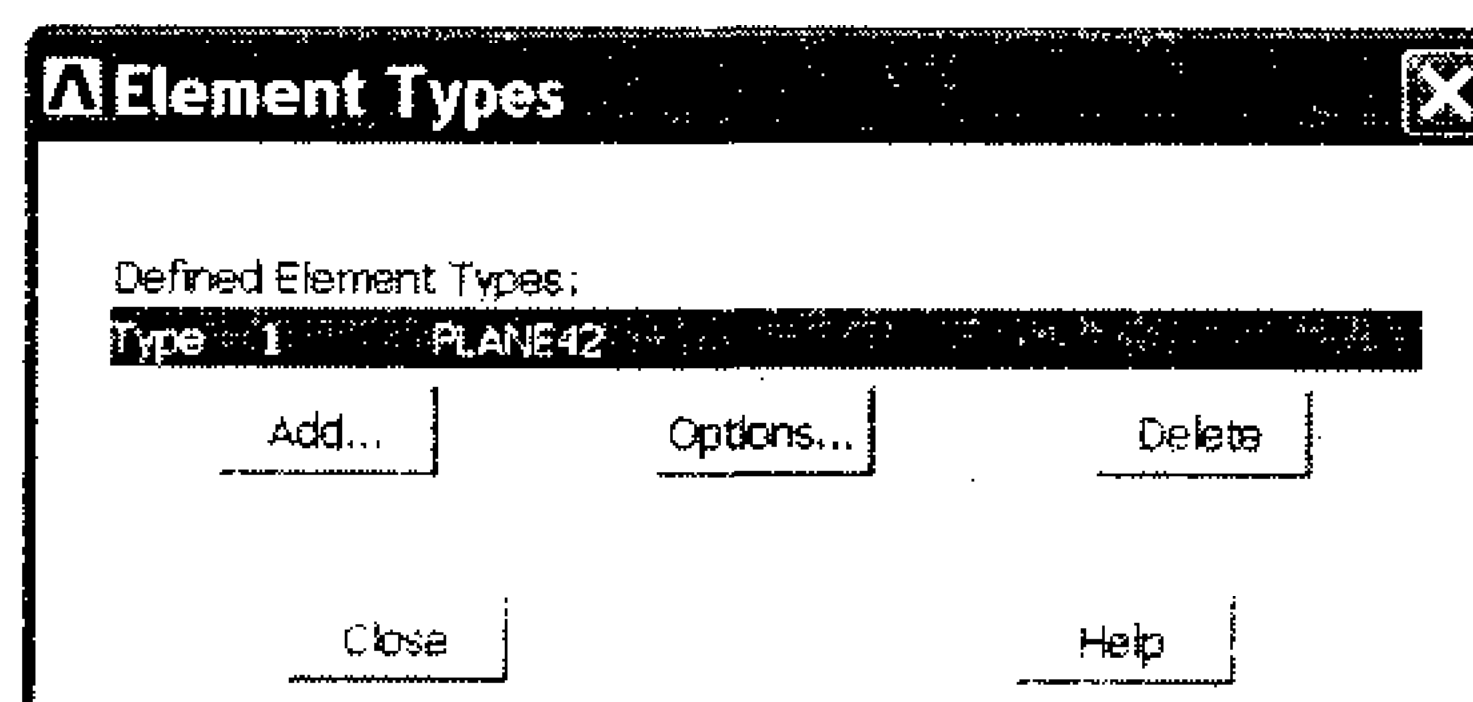 Element Types
Defined Element Types:
Type 1 PLANE42
Add... Options... Delete
Close Help